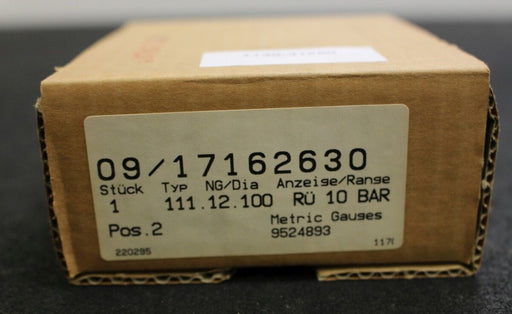 09/17162630
Stück Typ NG/Dia Anzeige/Range
1 111.12.100 RÜ 10 BAR
Metric Gauges
Pos.2 9524893
220295 1171